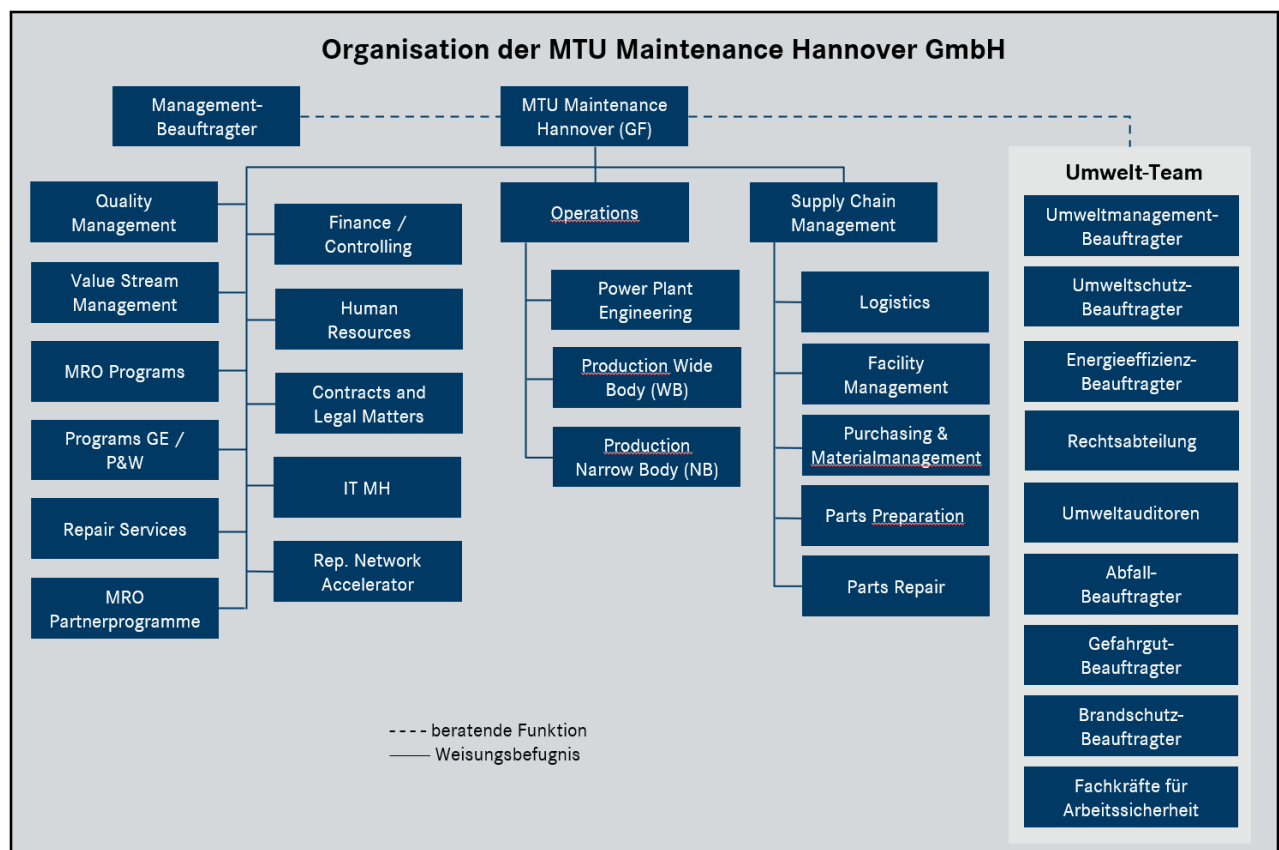 Organisation der MTU Maintenance Hannover GmbH
Management-
Beauftragter
MTU Maintenance
Hannover (GF)
Quality
Management
Value Stream
Management
MRO Programs
Programs GE /
P&W
Repair Services
MRO
Partnerprogramme
Finance /
Controlling
Human
Resources
Contracts and
Legal Matters
IT MH
Rep. Network
Accelerator
Operations
Power Plant
Engineering
Production Wide
Body (WB)
Production
Narrow Body (NB)
Supply Chain
Management
Logistics
Facility
Management
Purchasing &
Materialmanagement
Parts Preparation
Parts Repair
Umwelt-Team
Umweltmanagement-
Beauftragter
Umweltschutz-
Beauftragter
Energieeffizienz-
Beauftragter
Rechtsabteilung
Umweltauditoren
Abfall-
Beauftragter
Gefahrgut-
Beauftragter
Brandschutz-
Beauftragter
Fachkräfte für
Arbeitssicherheit
---- beratende Funktion
—— Weisungsbefugnis